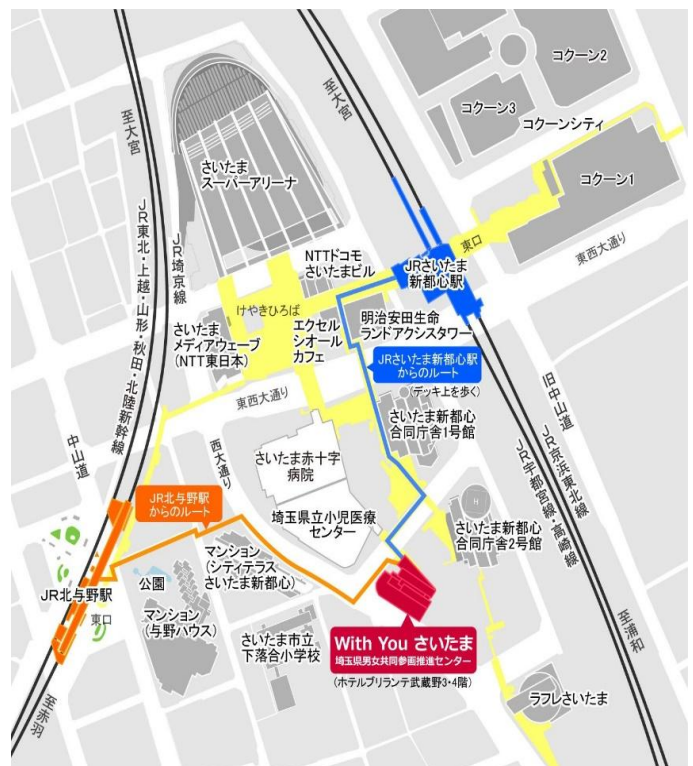 コクーン2
至大宮
至大宮
コクーン3
コクーンシティ
さいたま
スーパーアリーナ
コクーン1
JR東北・上越・山形・秋田・北陸新幹線
JR埼京線
東口
NTTドコモ
さいたまビル
JRさいたま
新都心駅
東西大通り
けやきひろば
さいたま
メディアウェーブ
(NTT東日本)
エクセル
シオール
カフェ
明治安田生命
ランドアクシスタワー
JRさいたま新都心駅
からのルート
(デッキ上を歩く)
東西大通り
旧中山道
中山道
西大通り
さいたま新都心
合同庁舎1号館
JR京浜東北線
JR宇都宮線・高崎線
さいたま赤十字
病院
JR北与野駅
からのルート
H
埼玉県立小児医療
センター
さいたま新都心
合同庁舎2号館
マンション
(シティテラス
さいたま新都心)
JR北与野駅
公園
東口
マンション
(与野ハウス)
至浦和
さいたま市立
下落合小学校
With You さいたま
埼玉県男女共同参画推進センター
(ホテルブリランテ武蔵野3・4階)
ラフレさいたま
至赤羽